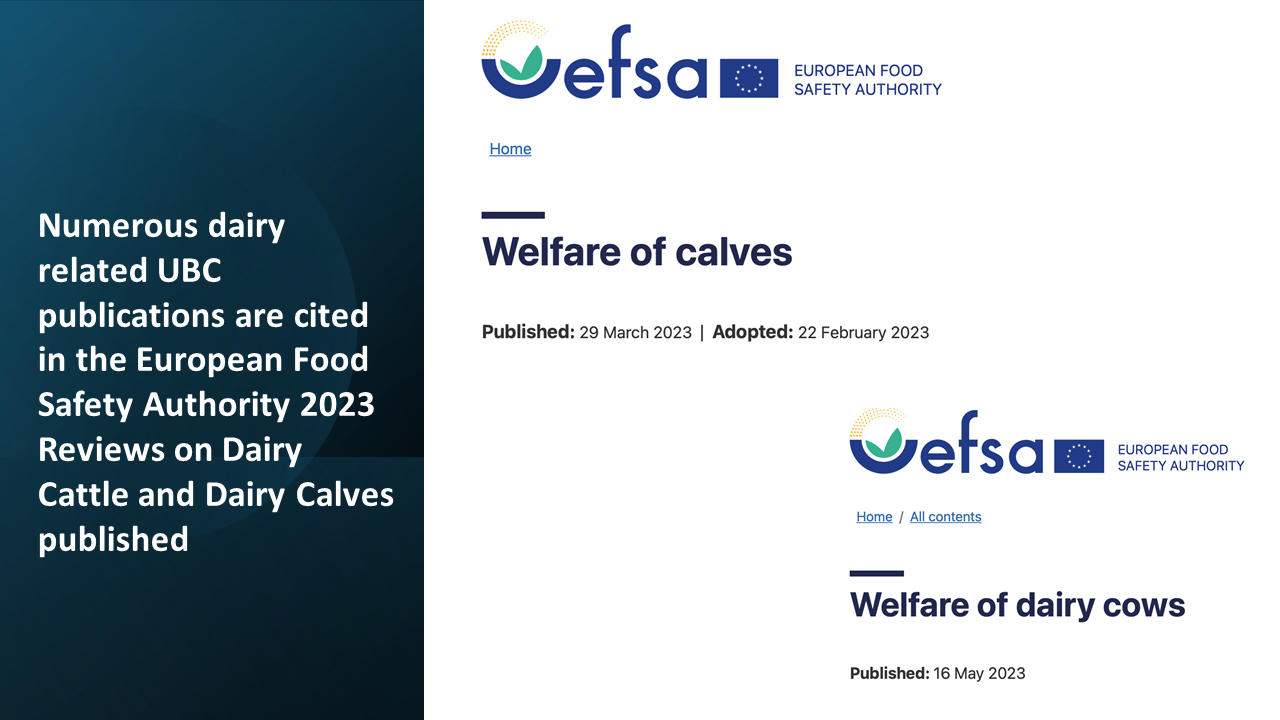 Numerous dairy
related UBC
publications are cited
in the European Food
Safety Authority 2023
Reviews on Dairy
Cattle and Dairy Calves
published
efsa
EUROPEAN FOOD
SAFETY AUTHORITY
Home
Welfare of calves
Published: 29 March 2023 | Adopted: 22 February 2023
efsa
EUROPEAN FOOD
SAFETY AUTHORITY
Home / All contents
Welfare of dairy cows
Published: 16 May 2023